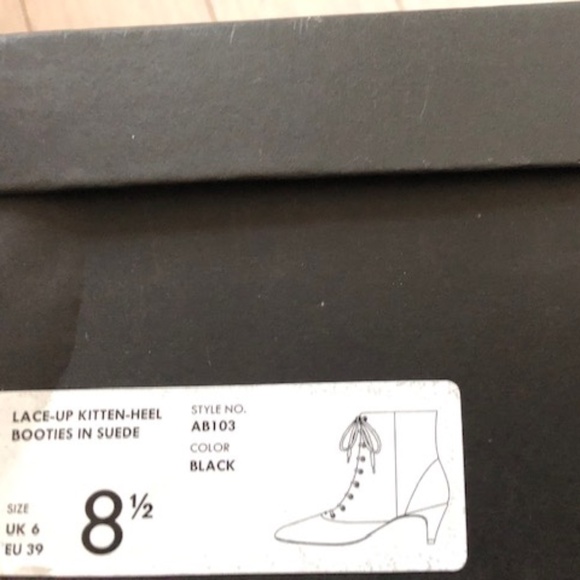 LACE-UP KITTEN-HEEL
BOOTIES IN SUEDE
STYLE NO.
AB103
COLOR
BLACK
SIZE
UK 6
EU 39
8½